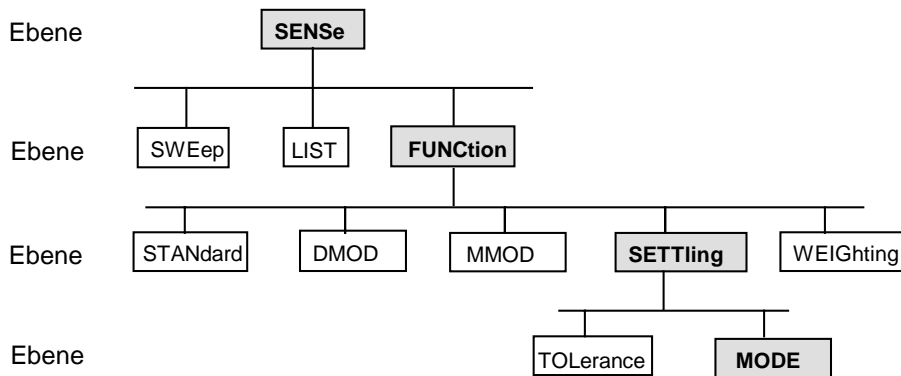 Ebene SENSe
Ebene SWEep LIST FUNCtion
Ebene STANdard DMOD MMOD SETTling WEIGhting
Ebene TOLerance MODE